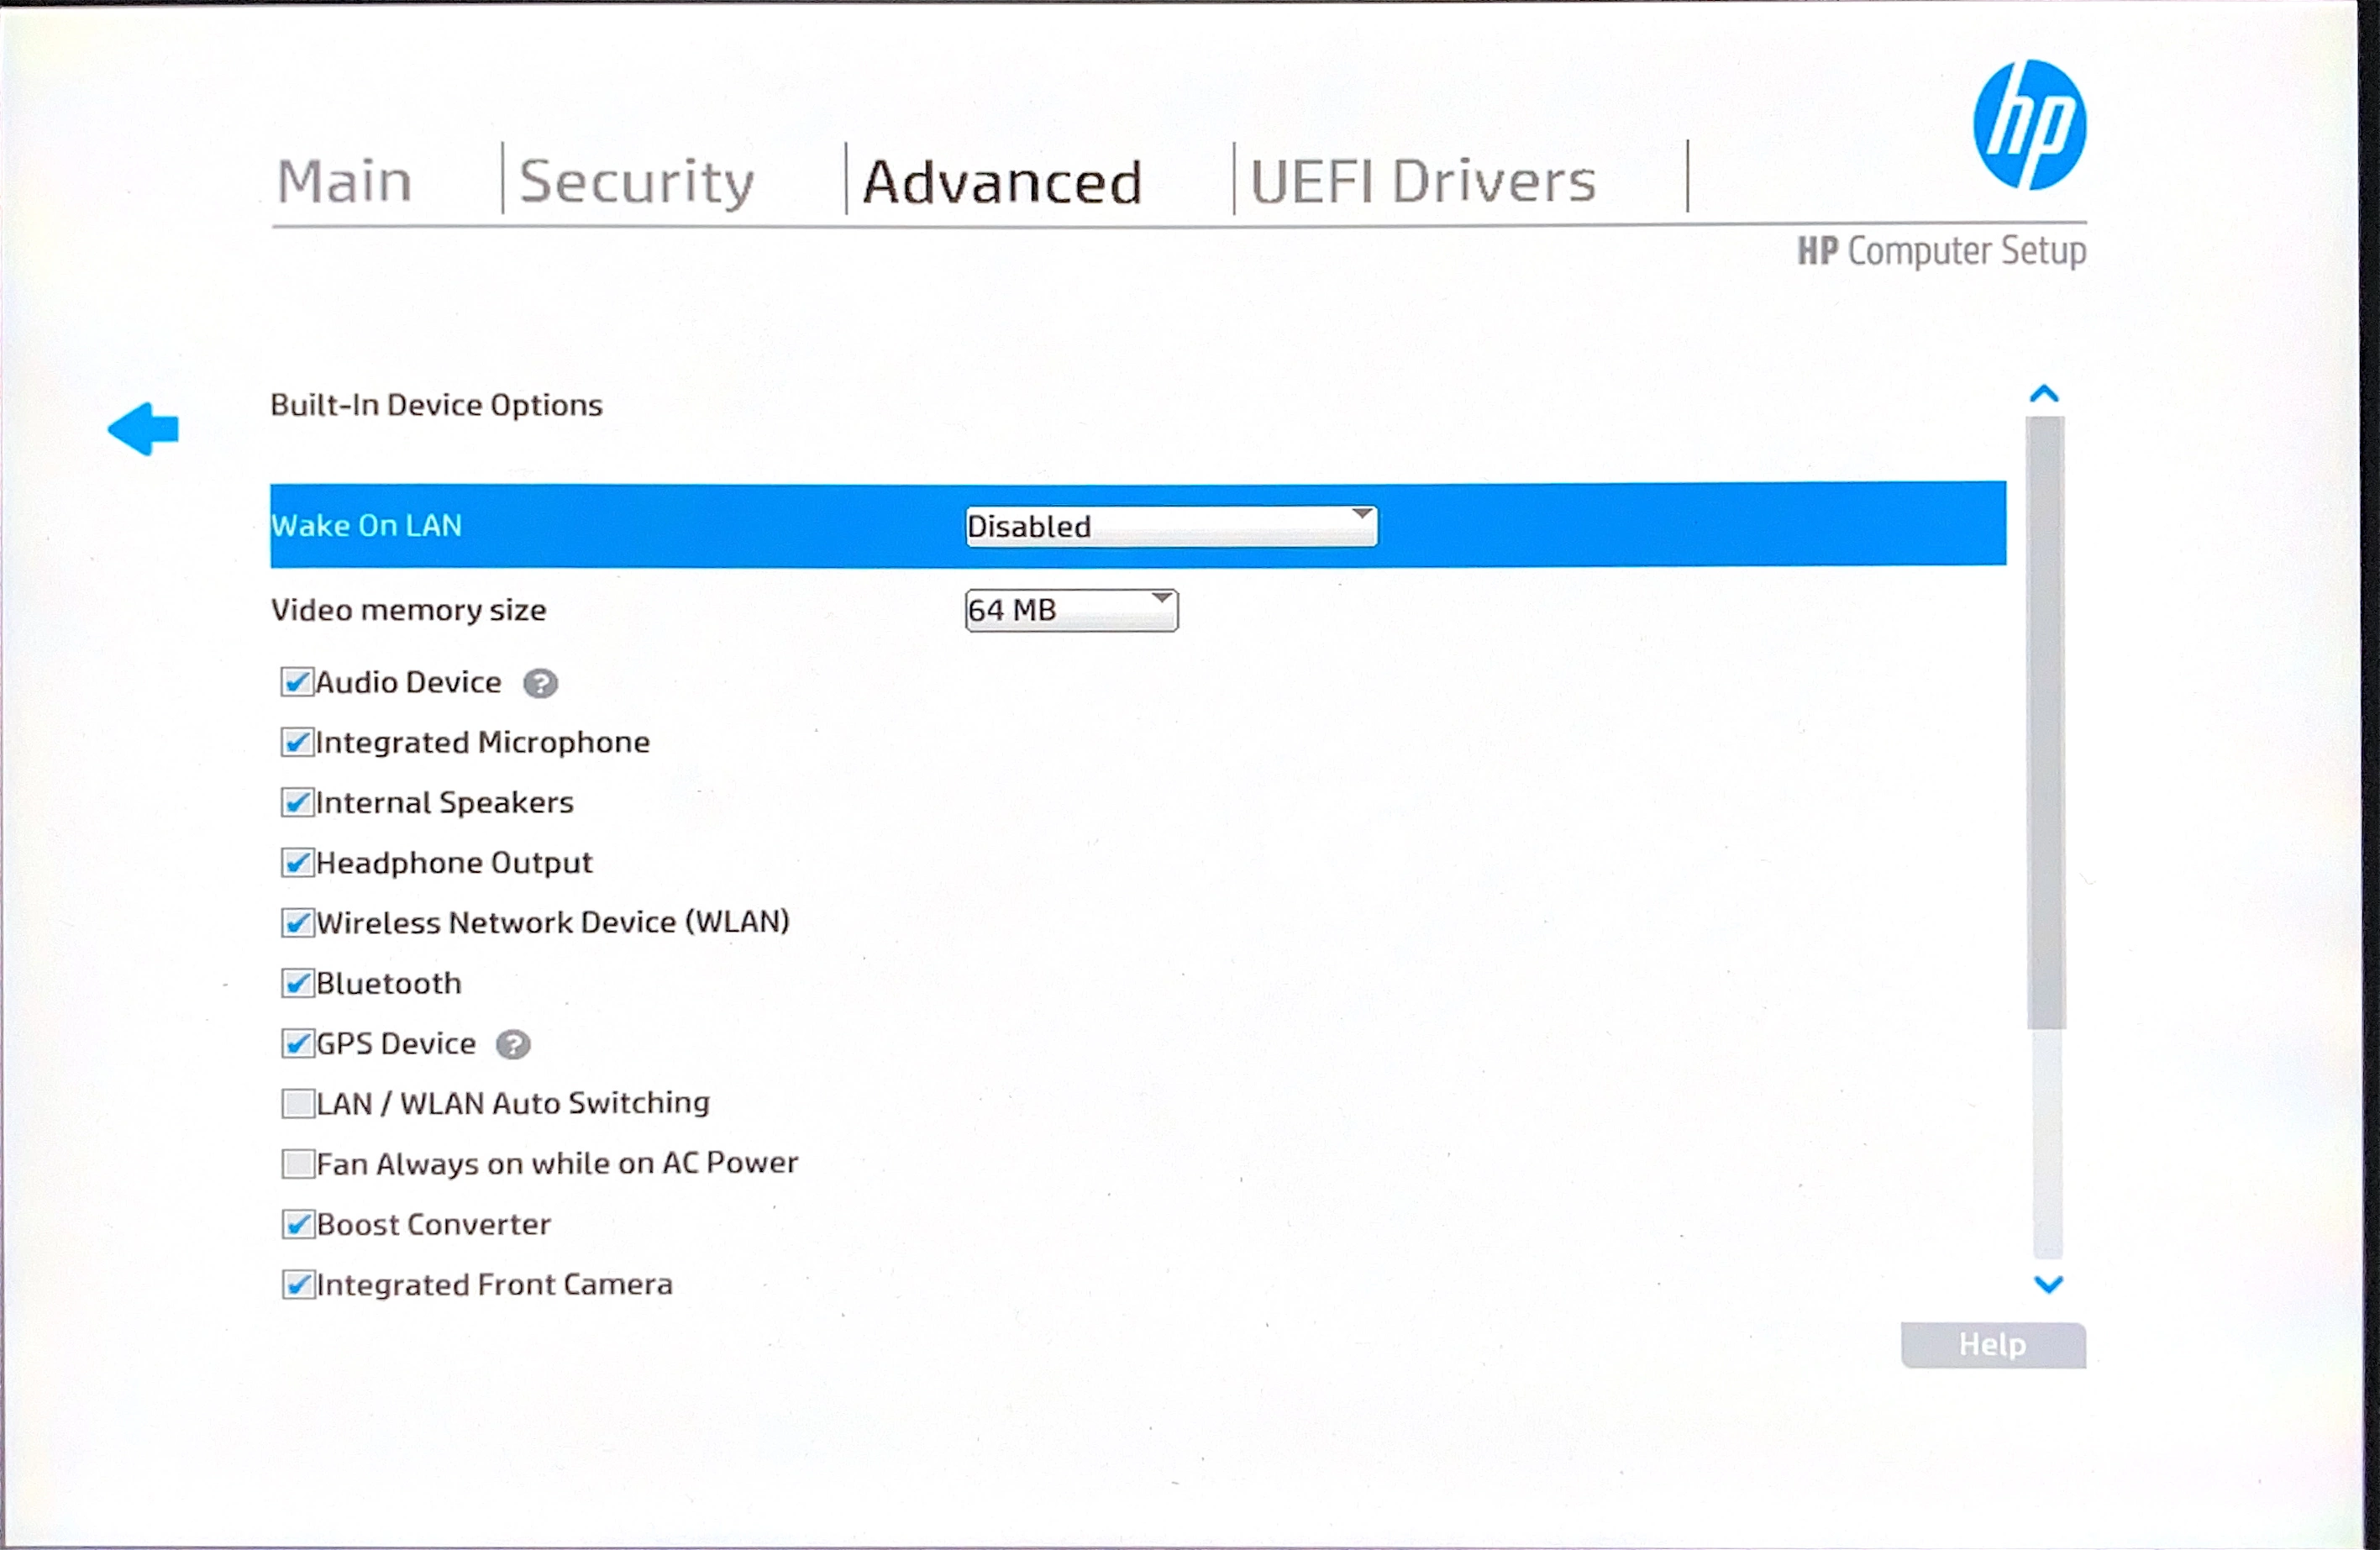 hp
Main Security Advanced UEFI Drivers
HP Computer Setup
Built-In Device Options
Wake On LAN Disabled
Video memory size 64 MB
Audio Device ?
Integrated Microphone
Internal Speakers
Headphone Output
Wireless Network Device (WLAN)
Bluetooth
GPS Device ?
LAN / WLAN Auto Switching
Fan Always on while on AC Power
Boost Converter
Integrated Front Camera
Help